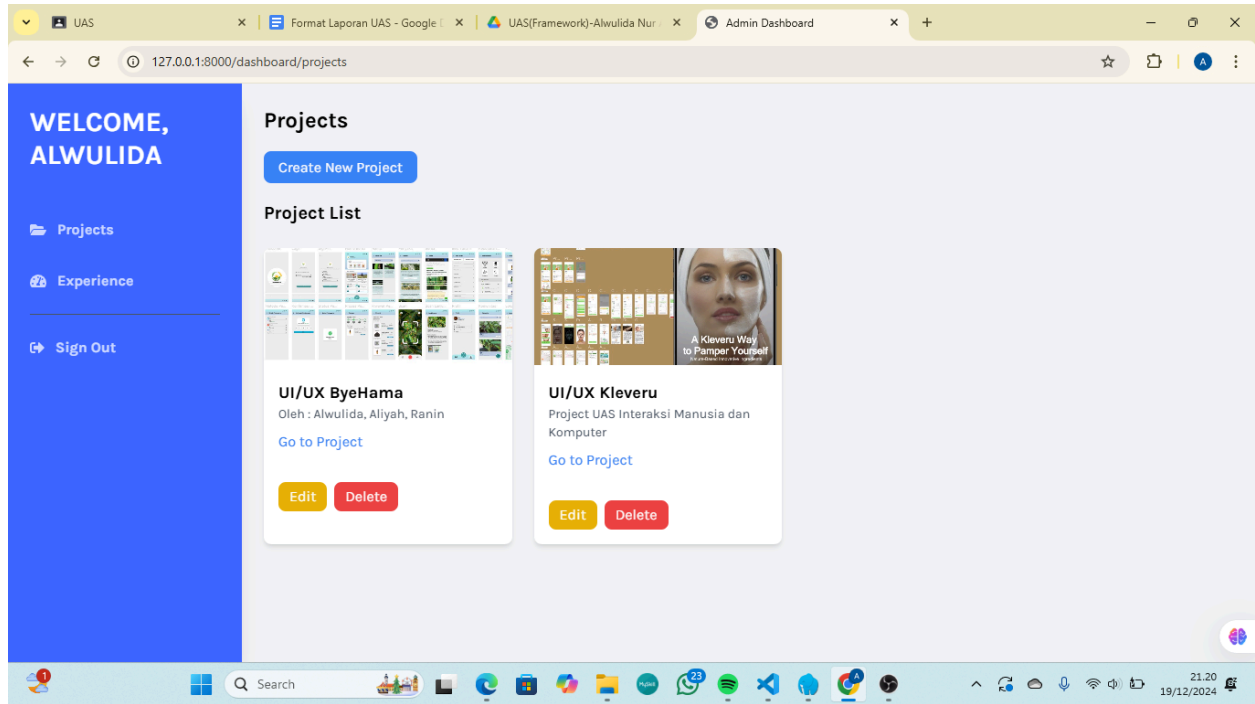 UAS
Format Laporan UAS - Google
UAS(Framework)-Alwulida Nur
Admin Dashboard
127.0.0.1:8000/dashboard/projects
A
WELCOME,
ALWULIDA
Projects
Experience
Sign Out
Projects
Create New Project
Project List
UI/UX ByeHama
Oleh : Alwulida, Aliyah, Ranin
Go to Project
Edit
Delete
A Kleveru Way
to Pamper Yourself
UI/UX Kleveru
Project UAS Interaksi Manusia dan
Komputer
Go to Project
Edit
Delete
1
Search
23
A
21.20
19/12/2024